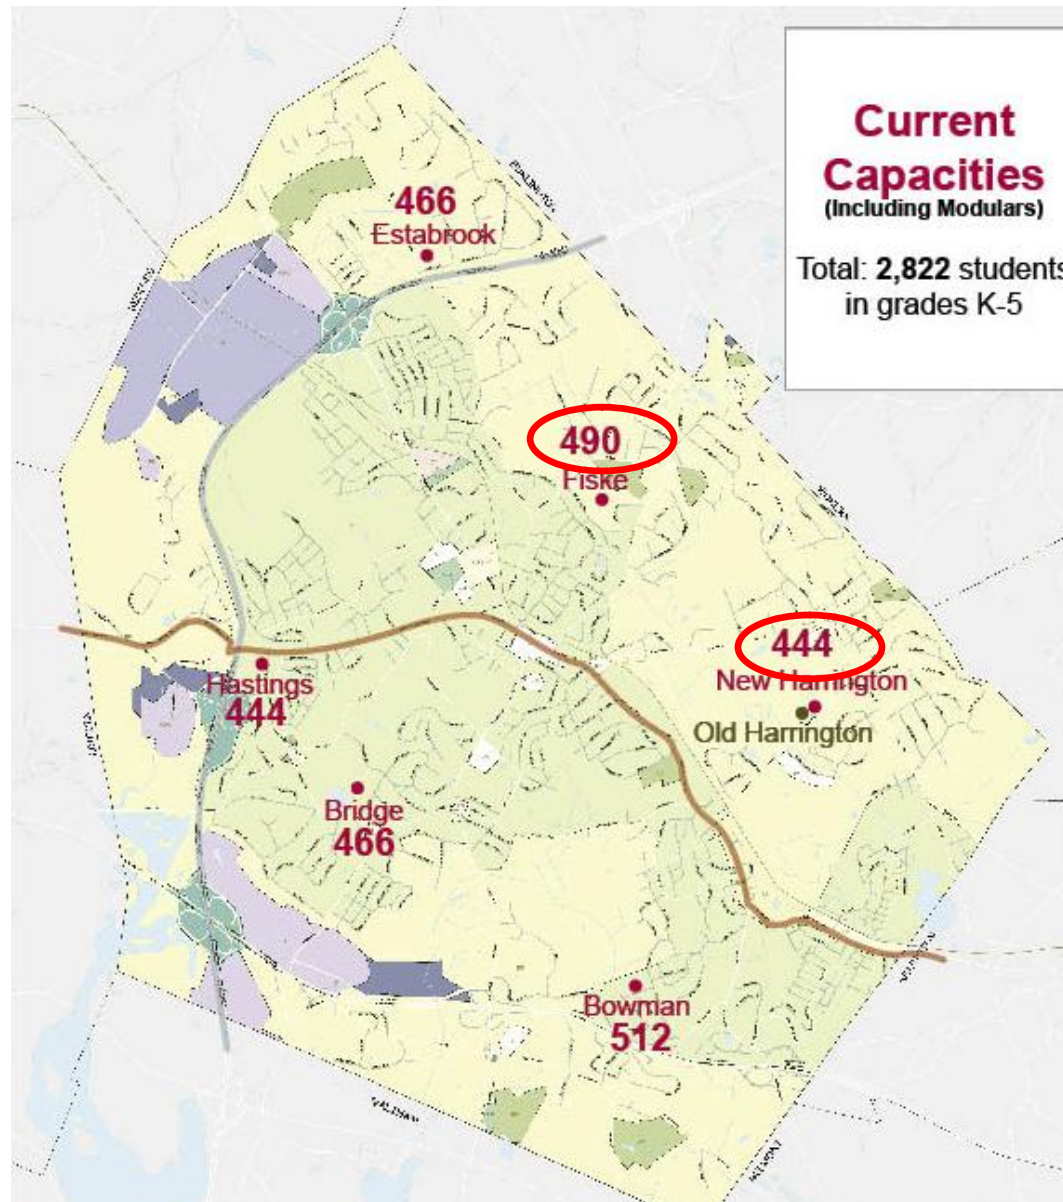 Current
Capacities
(Including Modulars)
Total: 2,822 students
in grades K-5
466
Estabrook
490
Fiske
444
New Harrington
Old Harrington
Hastings
444
Bridge
466
Bowman
512